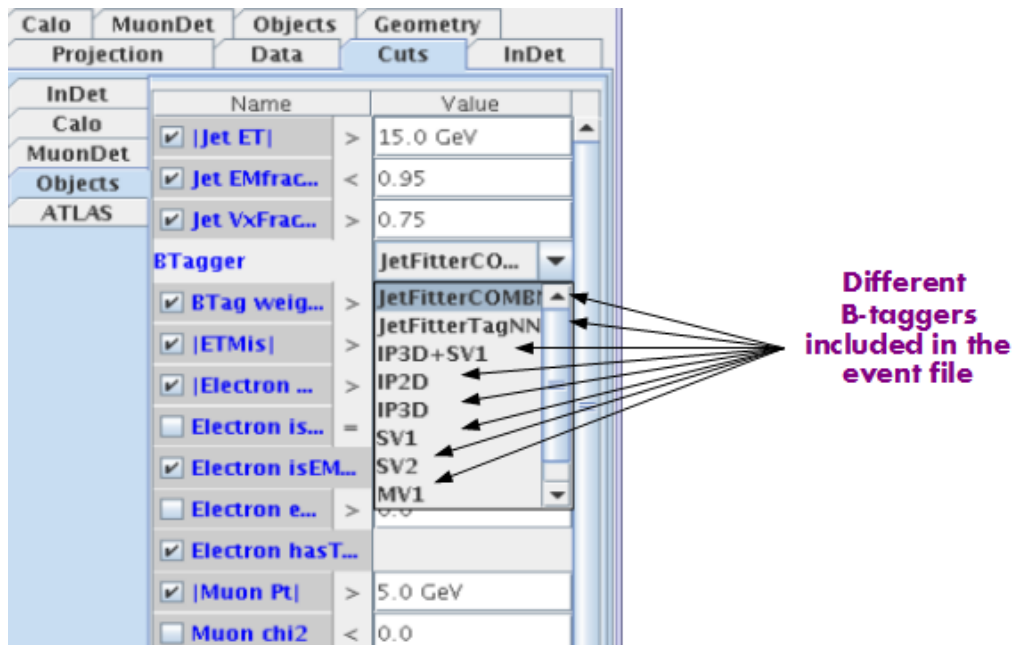 Calo MuonDet Objects Geometry
Projection Data Cuts InDet
InDet
Calo
MuonDet
Objects
ATLAS
Name Value
|Jet ET| > 15.0 GeV
Jet EMfrac... < 0.95
Jet VxFrac... > 0.75
BTagger JetFitterCO...
BTag weig... >
|ETMis| >
|Electron ... >
Electron is... =
Electron isEM...
Electron e... > 0.0
Electron hasT...
|Muon Pt| > 5.0 GeV
Muon chi2 < 0.0
JetFitterCOMB
JetFitterTagNN
IP3D+SV1
IP2D
IP3D
SV1
SV2
MV1
Different
B-taggers
included in the
event file